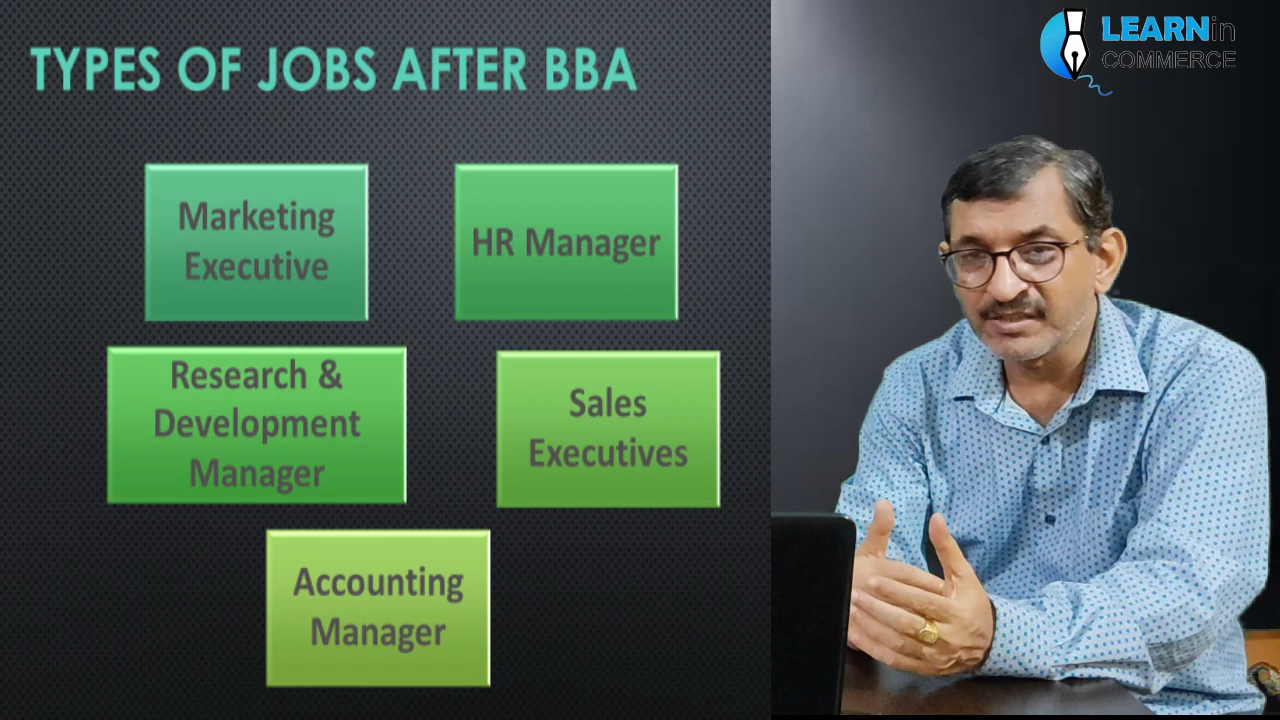 TYPES OF JOBS AFTER BBA
LEARNin
COMMERCE
Marketing
Executive
HR Manager
Research &
Development
Manager
Sales
Executives
Accounting
Manager